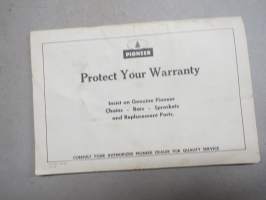 PIONEER
Protect Your Warranty
Insist on Genuine Pioneer
Chains - Bars - Sprockets
and Replacement Parts.
CONSULT YOUR AUTHORIZED PIONEER DEALER FOR QUALITY SERVICE